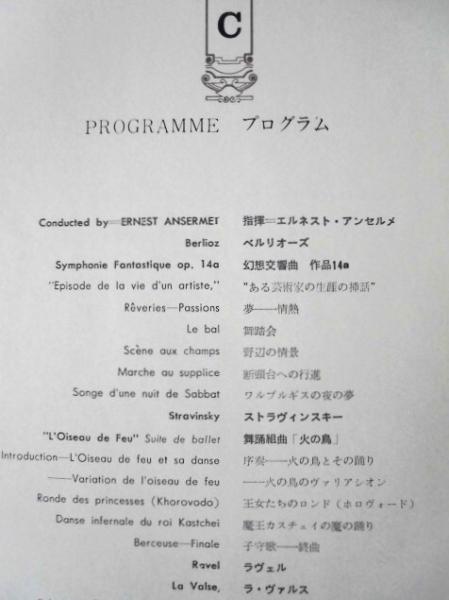 C
PROGRAMME プログラム
Conducted by=ERNEST ANSERMET 指揮=エルネスト・アンセルメ
Berlioz ベルリオーズ
Symphonie Fantastique op. 14a 幻想交響曲 作品14a
"Episode de la vie d'un artiste," "ある芸術家の生涯の挿話"
Rêveries—Passions 夢——情熱
Le bal 舞踏会
Scène aux champs 野辺の情景
Marche au supplice 断頭台への行進
Songe d'une nuit de Sabbat ワルプルギスの夜の夢
Stravinsky ストラヴィンスキー
"L'Oiseau de Feu" Suite de ballet 舞踊組曲「火の鳥」
Introduction—L'Oiseau de feu et sa danse 序奏——火の鳥とその踊り
——Variation de l'oiseau de feu ——火の鳥のヴァリアシオン
Ronde des princesses (Khorovodo) 王女たちのロンド（ホロヴォード）
Danse infernale du roi Kastchei 魔王カスチェイの魔の踊り
Berceuse—Finale 子守歌——終曲
Ravel ラヴェル
La Valse, ラ・ヴァルス